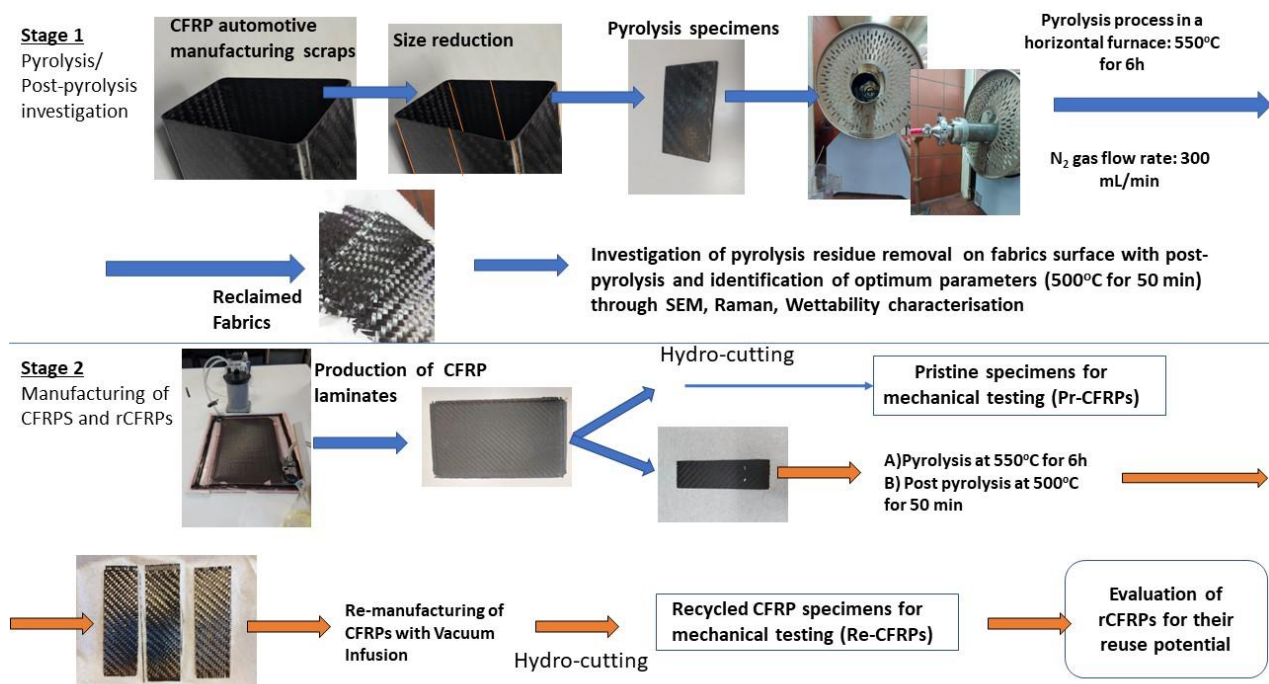 Stage 1
Pyrolysis/
Post-pyrolysis
investigation
CFRP automotive
manufacturing scraps
Size reduction
Pyrolysis specimens
Pyrolysis process in a
horizontal furnace: 550°C
for 6h
N₂ gas flow rate: 300
mL/min
Reclaimed
Fabrics
Investigation of pyrolysis residue removal on fabrics surface with post-
pyrolysis and identification of optimum parameters (500°C for 50 min)
through SEM, Raman, Wettability characterisation
Stage 2
Manufacturing of
CFRPS and rCFRPs
Production of CFRP
laminates
Hydro-cutting
Pristine specimens for
mechanical testing (Pr-CFRPs)
A)Pyrolysis at 550°C for 6h
B) Post pyrolysis at 500°C
for 50 min
Re-manufacturing of
CFRPs with Vacuum
Infusion
Hydro-cutting
Recycled CFRP specimens for
mechanical testing (Re-CFRPs)
Evaluation of
rCFRPs for their
reuse potential